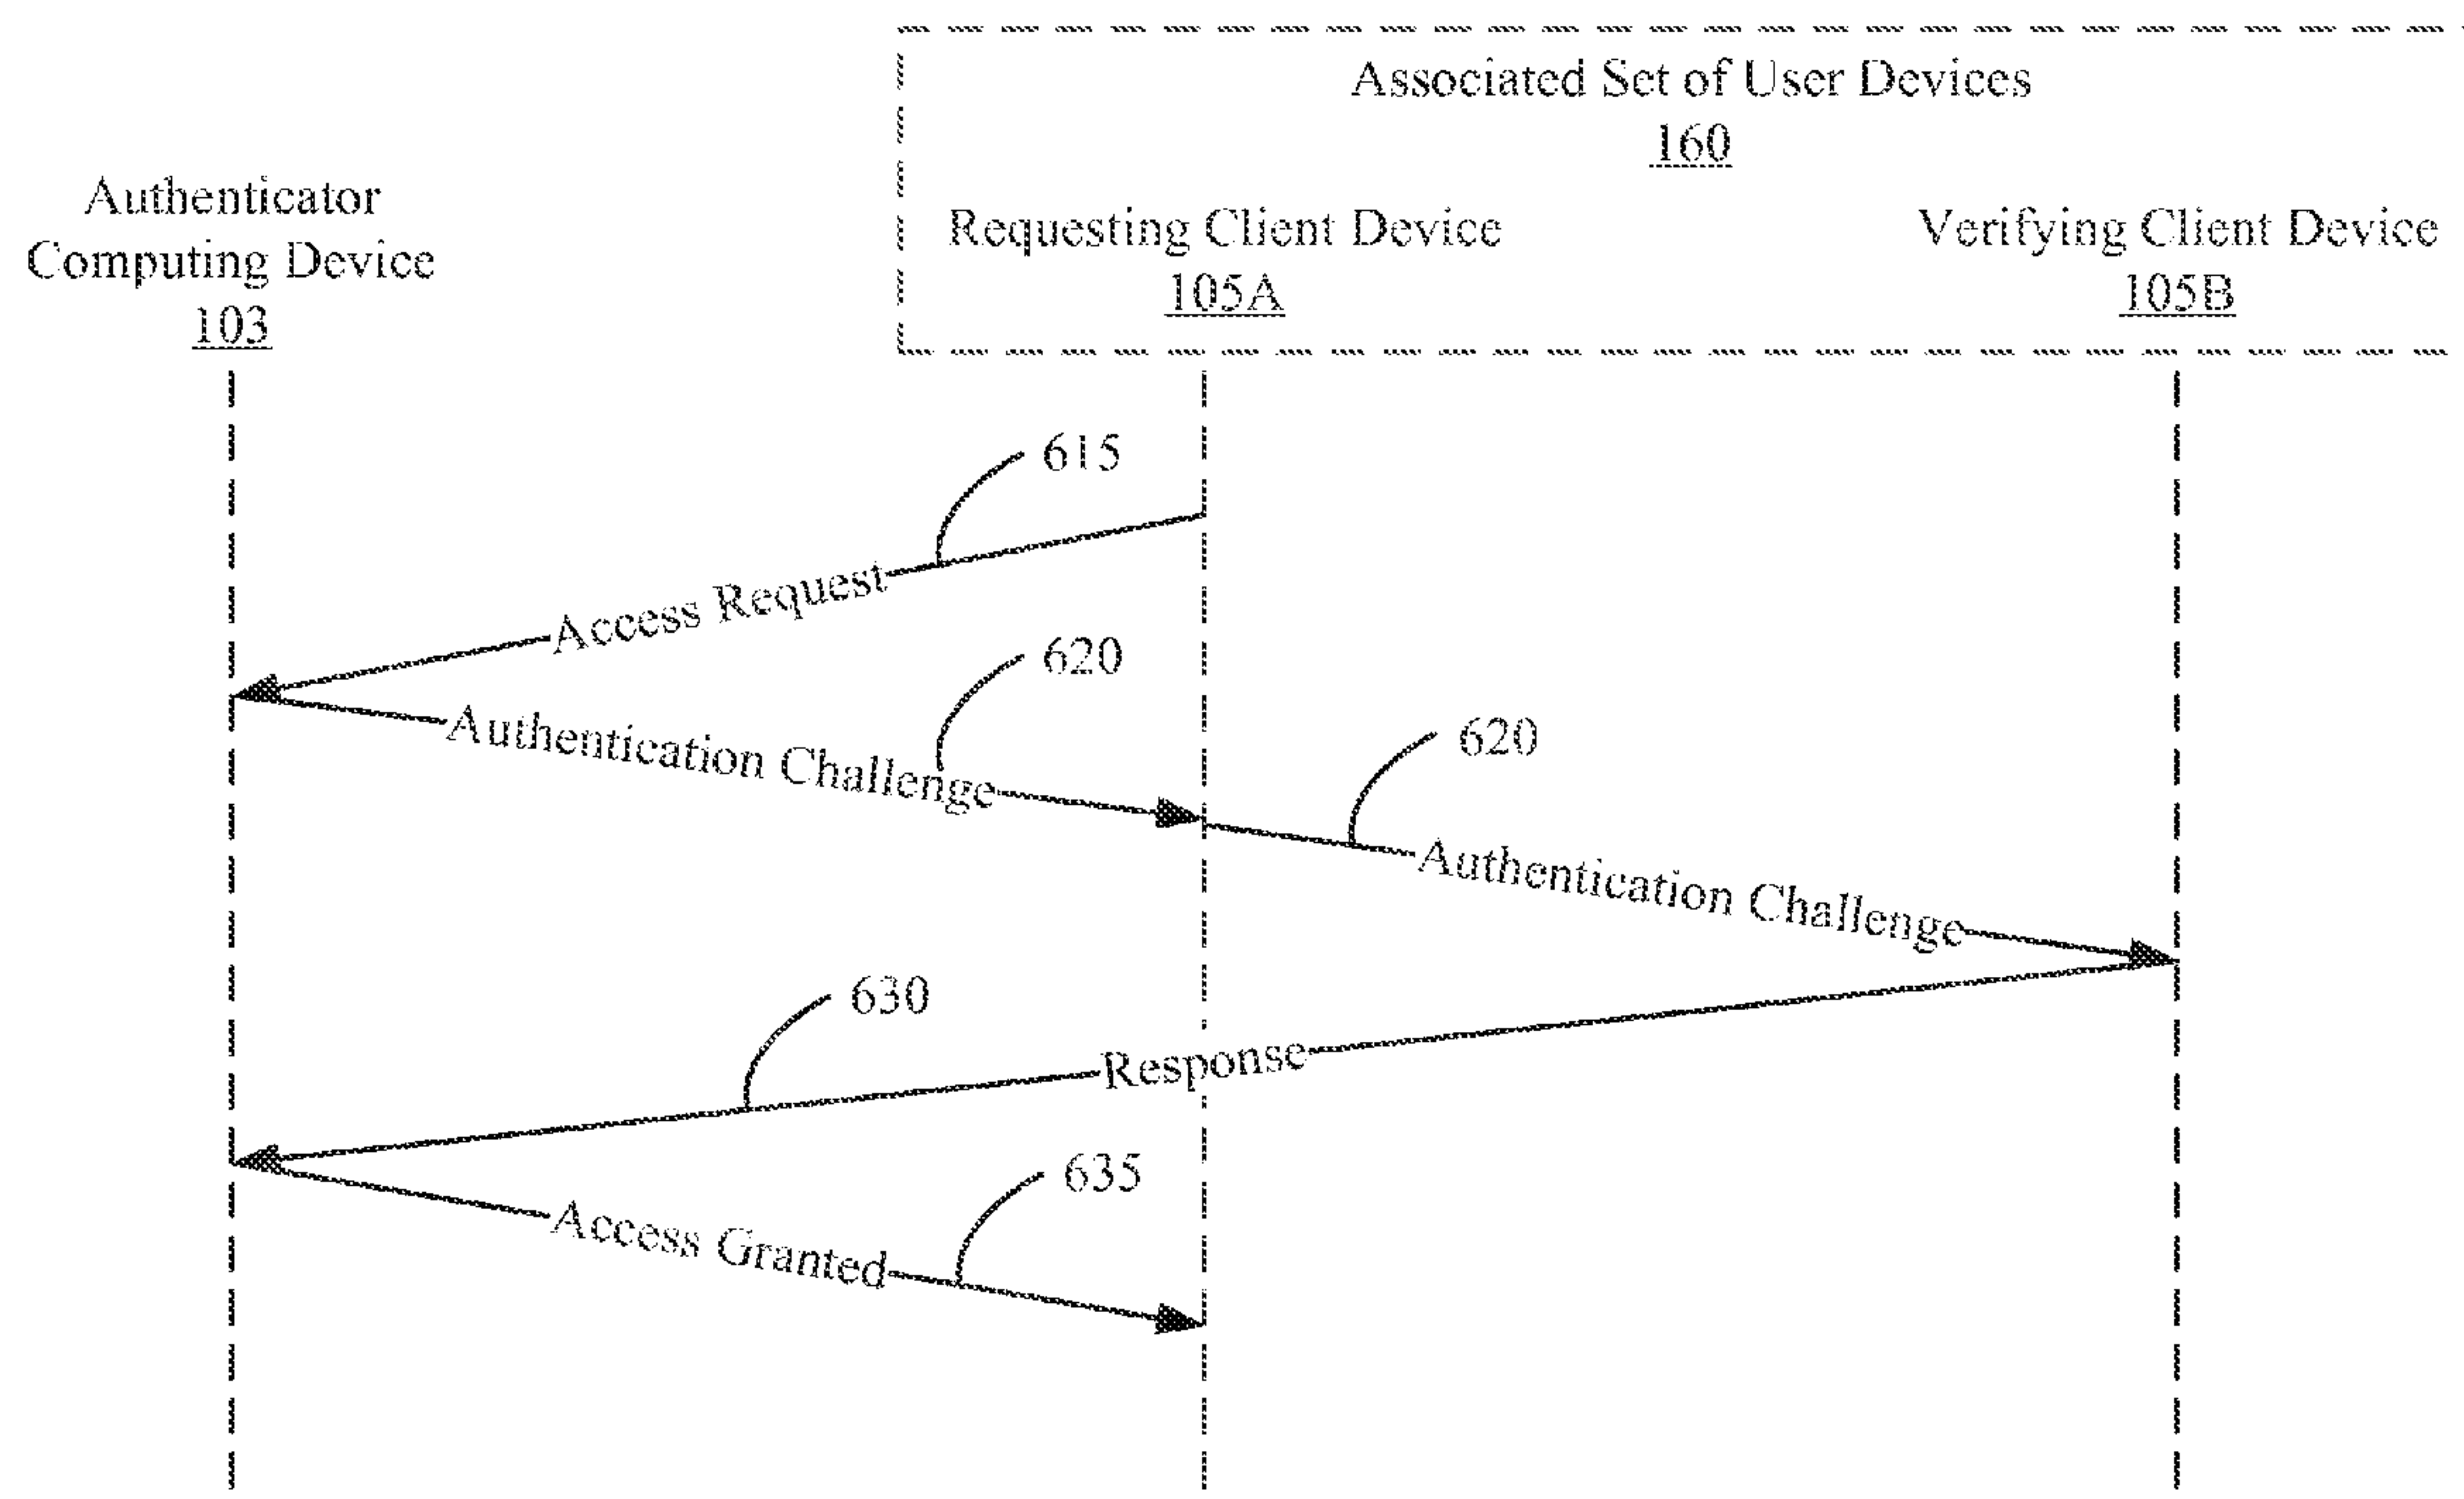 Associated Set of User Devices
160
Authenticator
Computing Device
103
Requesting Client Device
105A
Verifying Client Device
105B
615
Access Request
620
Authentication Challenge
620
Authentication Challenge
630
Response
635
Access Granted